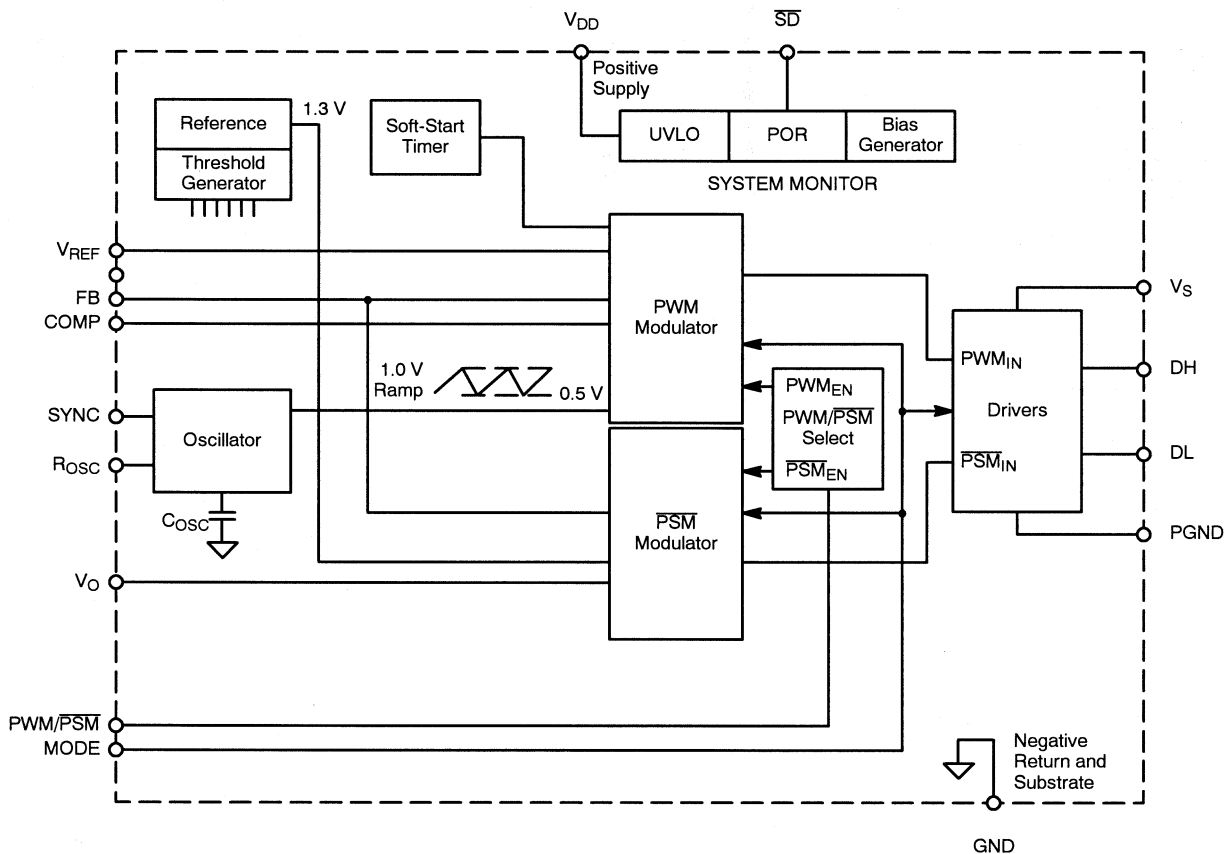 VDD
SD
Positive
Supply
1.3 V
Reference
Threshold
Generator
Soft-Start
Timer
UVLO
POR
Bias
Generator
SYSTEM MONITOR
VREF
FB
COMP
PWM
Modulator
VS
1.0 V
Ramp
0.5 V
PWMEN
PWM/PSM
Select
PSMEN
PWMIN
Drivers
PSMIN
DH
DL
SYNC
ROSC
Oscillator
COSC
PSM
Modulator
PGND
VO
PWM/PSM
MODE
Negative
Return and
Substrate
GND